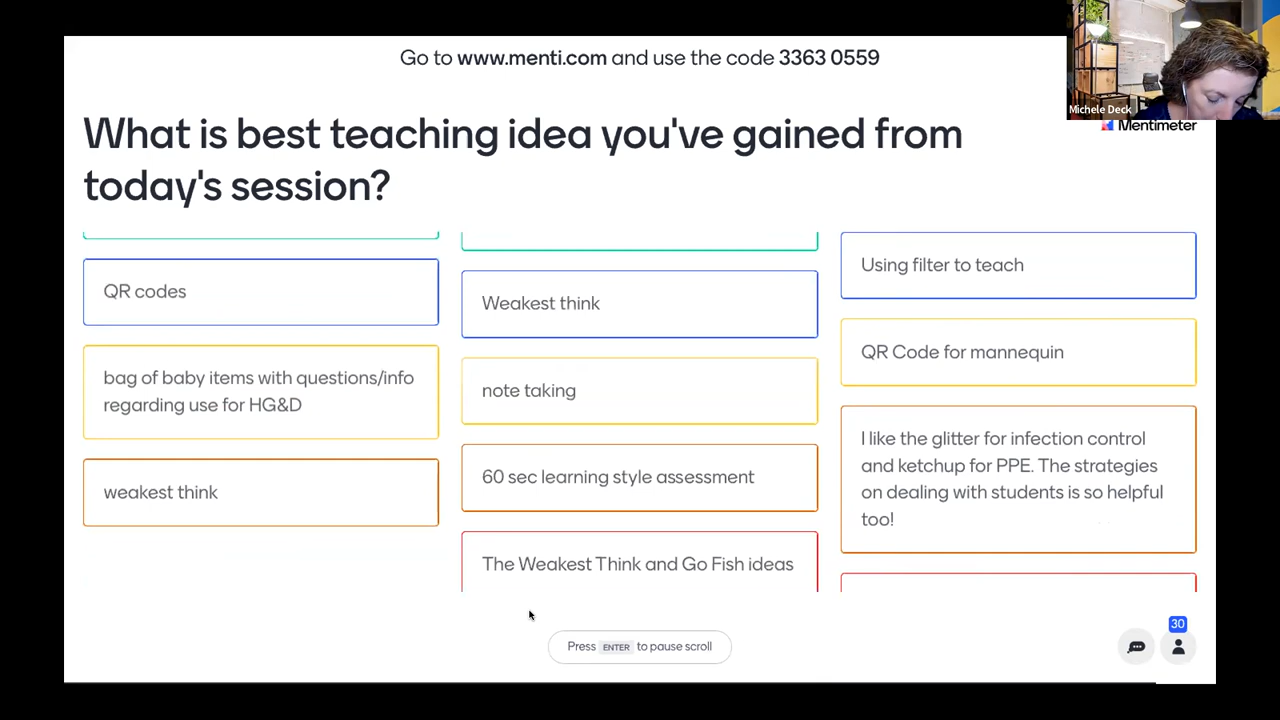 Go to www.menti.com and use the code 3363 0559
Michele Deck
Mentimeter
What is best teaching idea you've gained from
today's session?
QR codes
bag of baby items with questions/info
regarding use for HG&D
weakest think
Weakest think
note taking
60 sec learning style assessment
The Weakest Think and Go Fish ideas
Using filter to teach
QR Code for mannequin
I like the glitter for infection control
and ketchup for PPE. The strategies
on dealing with students is so helpful
too!
Press ENTER to pause scroll
30